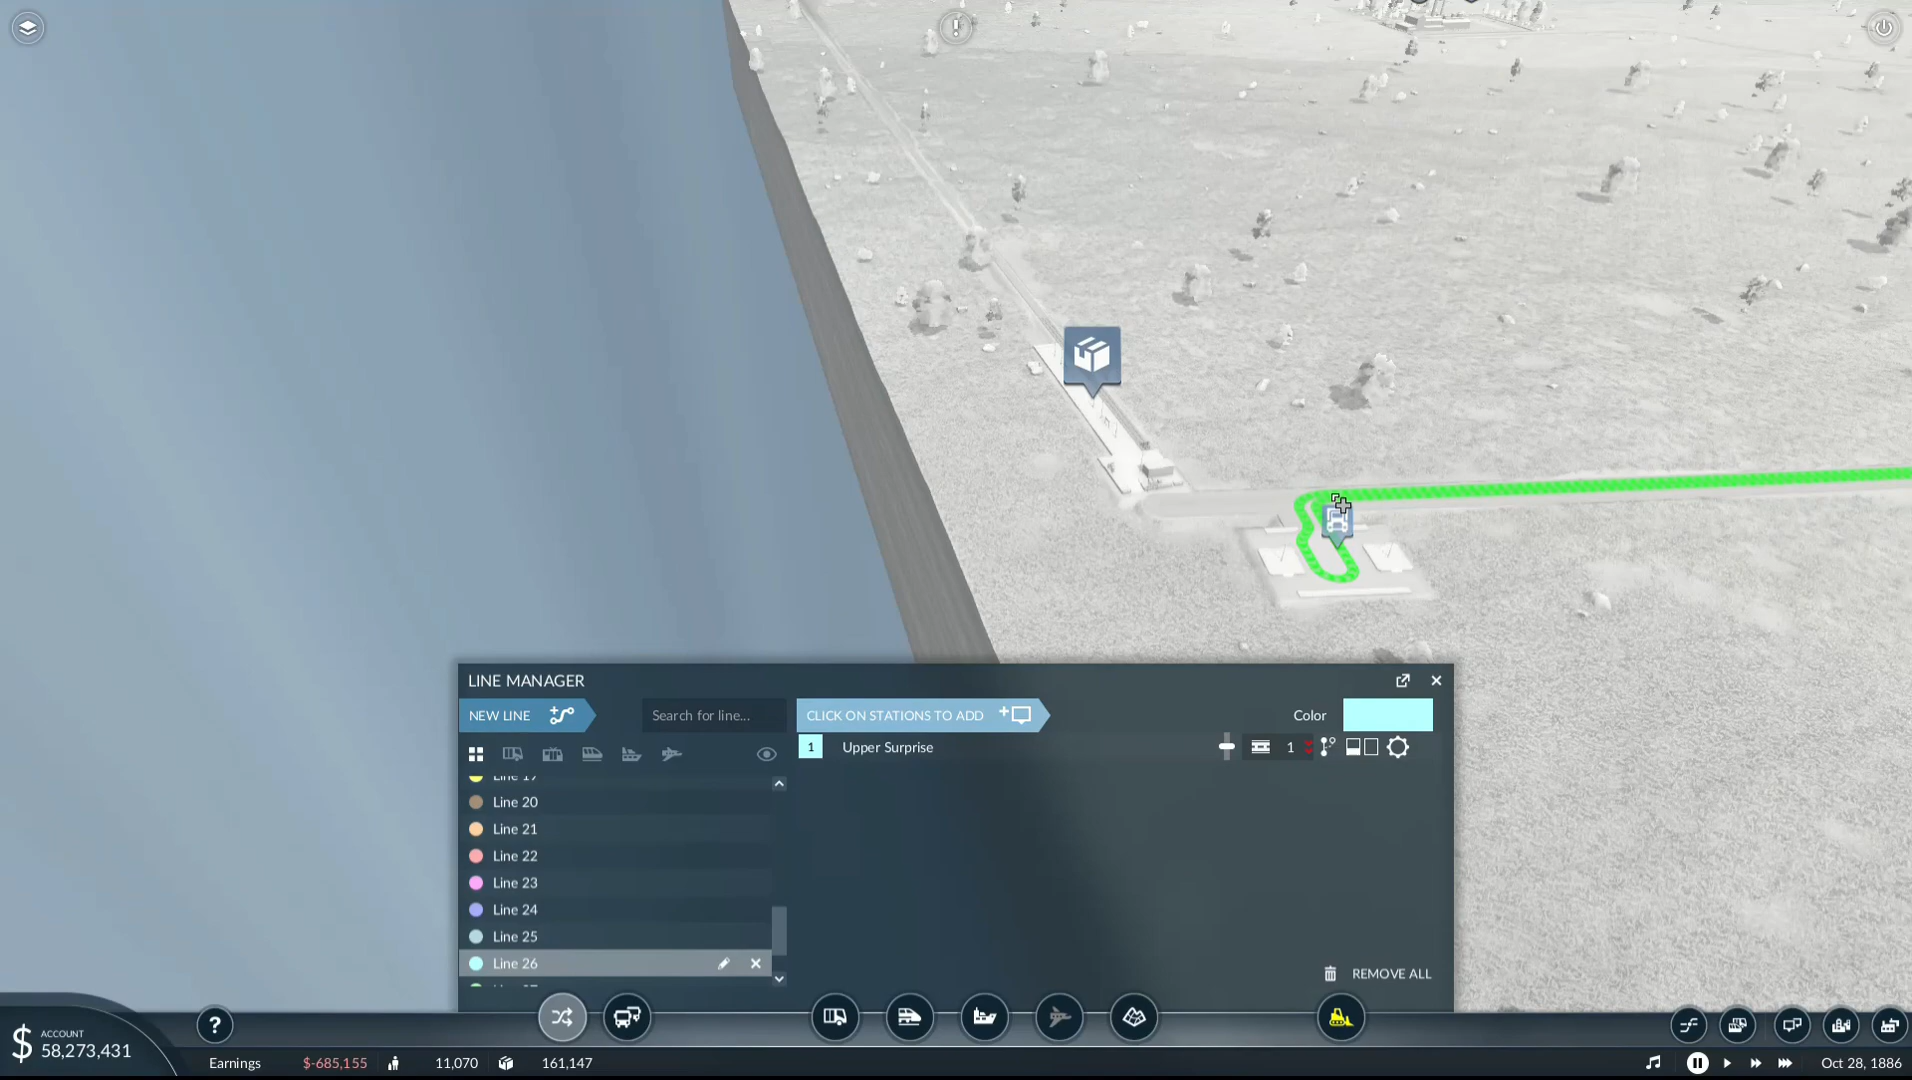 LINE MANAGER
NEW LINE
Search for line...
CLICK ON STATIONS TO ADD
Color
1 Upper Surprise 1
Line 19
Line 20
Line 21
Line 22
Line 23
Line 24
Line 25
Line 26
REMOVE ALL
?
$ ACCOUNT
58,273,431
Earnings $-685,155 11,070 161,147
Oct 28, 1886